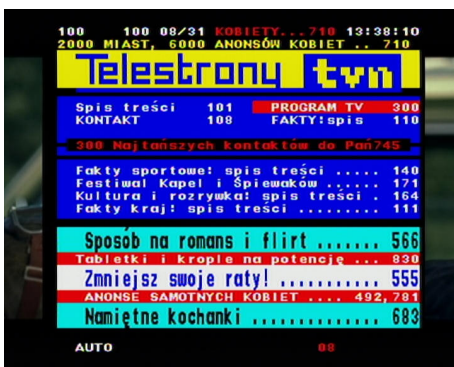 100 100 08/31 KOBIETY...710 13:38:10
2000 MIAST, 6000 ANONSÓW KOBIET .. 710
Telestrony tvn
Spis treści 101 PROGRAM TV 300
KONTAKT 108 FAKTY:spis 110
300 Najtańszych kontaktów do Pań745
Fakty sportowe: spis treści ..... 140
Festiwal Kapel i Śpiewaków ...... 171
Kultura i rozrywka: spis treści . 164
Fakty kraj: spis treści ......... 111
Sposób na romans i flirt ....... 566
Tabletki i krople na potencję ... 830
Zmniejsz swoje raty! ........... 555
ANONSE SAMOTNYCH KOBIET .... 492,781
Namiętne kochanki .............. 683
AUTO 08